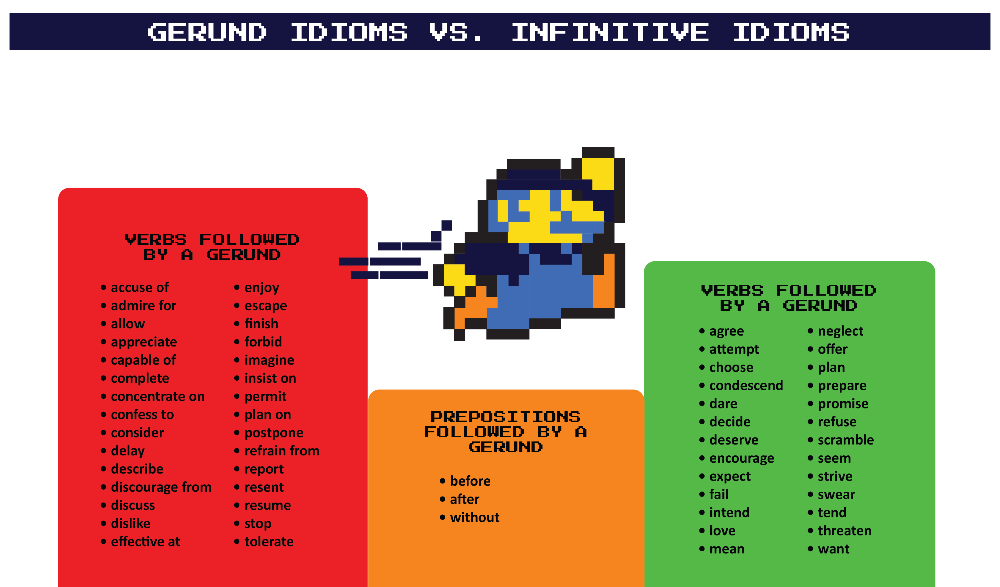 GERUND IDIOMS VS. INFINITIVE IDIOMS
VERBS FOLLOWED
BY A GERUND
• accuse of
• admire for
• allow
• appreciate
• capable of
• complete
• concentrate on
• confess to
• consider
• delay
• describe
• discourage from
• discuss
• dislike
• effective at
• enjoy
• escape
• finish
• forbid
• imagine
• insist on
• permit
• plan on
• postpone
• refrain from
• report
• resent
• resume
• stop
• tolerate
PREPOSITIONS
FOLLOWED BY A
GERUND
• before
• after
• without
VERBS FOLLOWED
BY A GERUND
• agree
• attempt
• choose
• condescend
• dare
• decide
• deserve
• encourage
• expect
• fail
• intend
• love
• mean
• neglect
• offer
• plan
• prepare
• promise
• refuse
• scramble
• seem
• strive
• swear
• tend
• threaten
• want